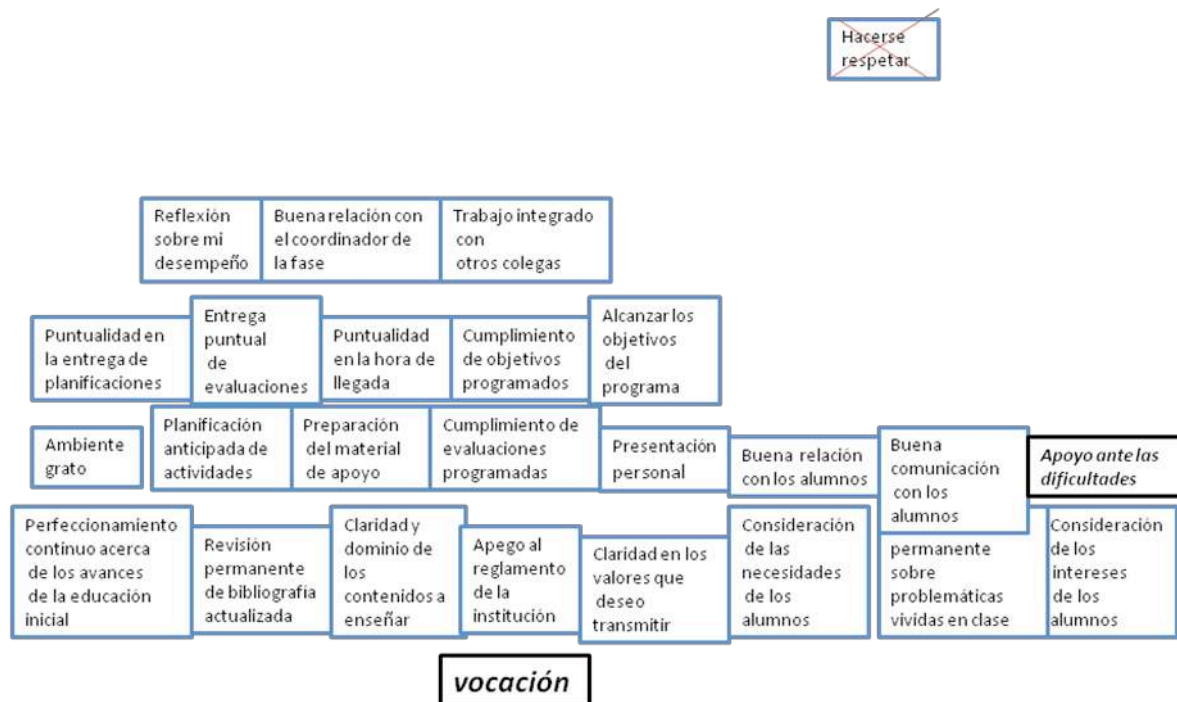 Hacerse
respetar
Reflexión
sobre mi
desempeño
Buena relación con
el coordinador de
la fase
Trabajo integrado
con
otros colegas
Puntualidad en
la entrega de
planificaciones
Entrega
puntual
de
evaluaciones
Puntualidad
en la hora de
llegada
Cumplimiento
de objetivos
programados
Alcanzar los
objetivos
del
programa
Ambiente
grato
Planificación
anticipada de
actividades
Preparación
del material
de apoyo
Cumplimiento de
evaluaciones
programadas
Presentación
personal
Buena relación
con los alumnos
Buena
comunicación
con los
alumnos
Apoyo ante las
dificultades
Perfeccionamiento
continuo acerca
de los avances
de la educación
inicial
Revisión
permanente
de bibliografía
actualizada
Claridad y
dominio de
los
contenidos a
enseñar
Apego al
reglamento
de la
institución
Claridad en los
valores que
deseo
transmitir
Consideración
de las
necesidades
de los
alumnos
permanente
sobre
problemáticas
vividas en clase
Consideración
de los
intereses
de los
alumnos
vocación